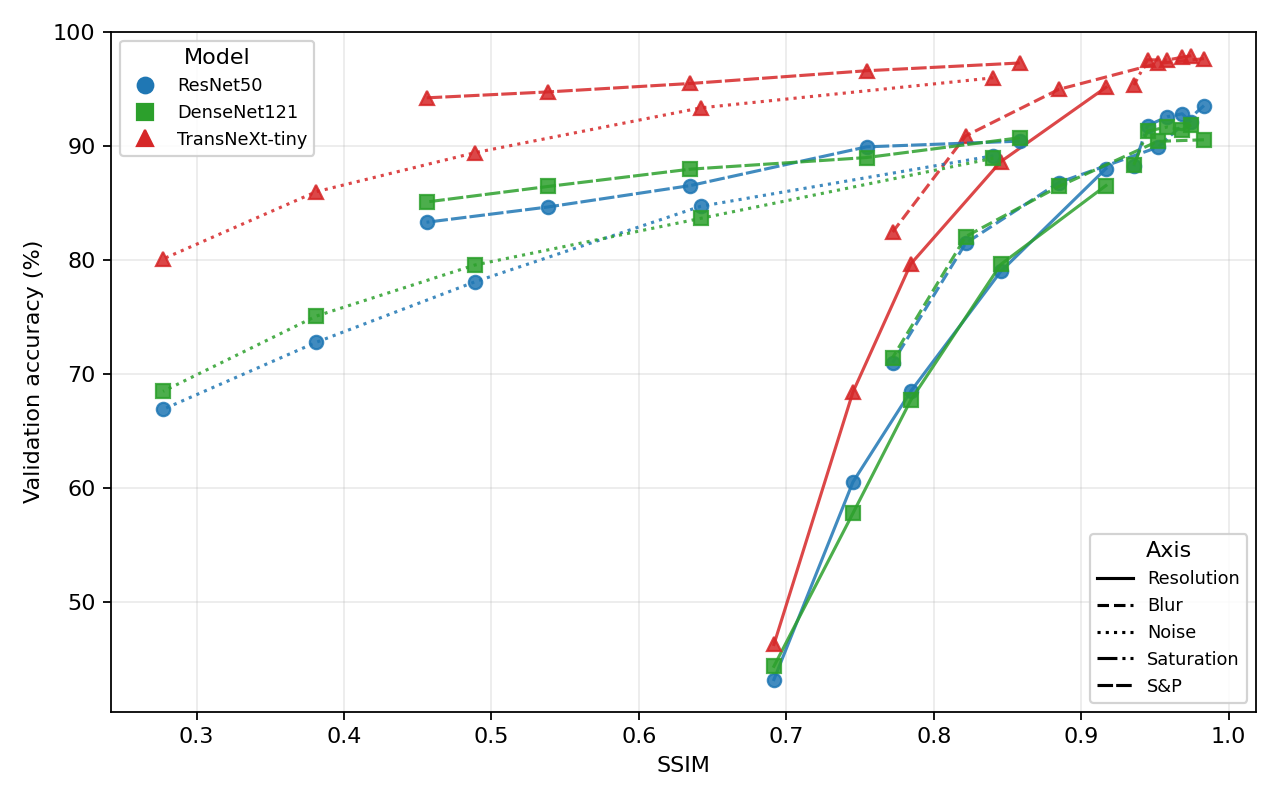 Model
ResNet50
DenseNet121
TransNeXt-tiny
Axis
Resolution
Blur
Noise
Saturation
S&P
100
90
80
70
60
50
Validation accuracy (%)
0.3 0.4 0.5 0.6 0.7 0.8 0.9 1.0
SSIM